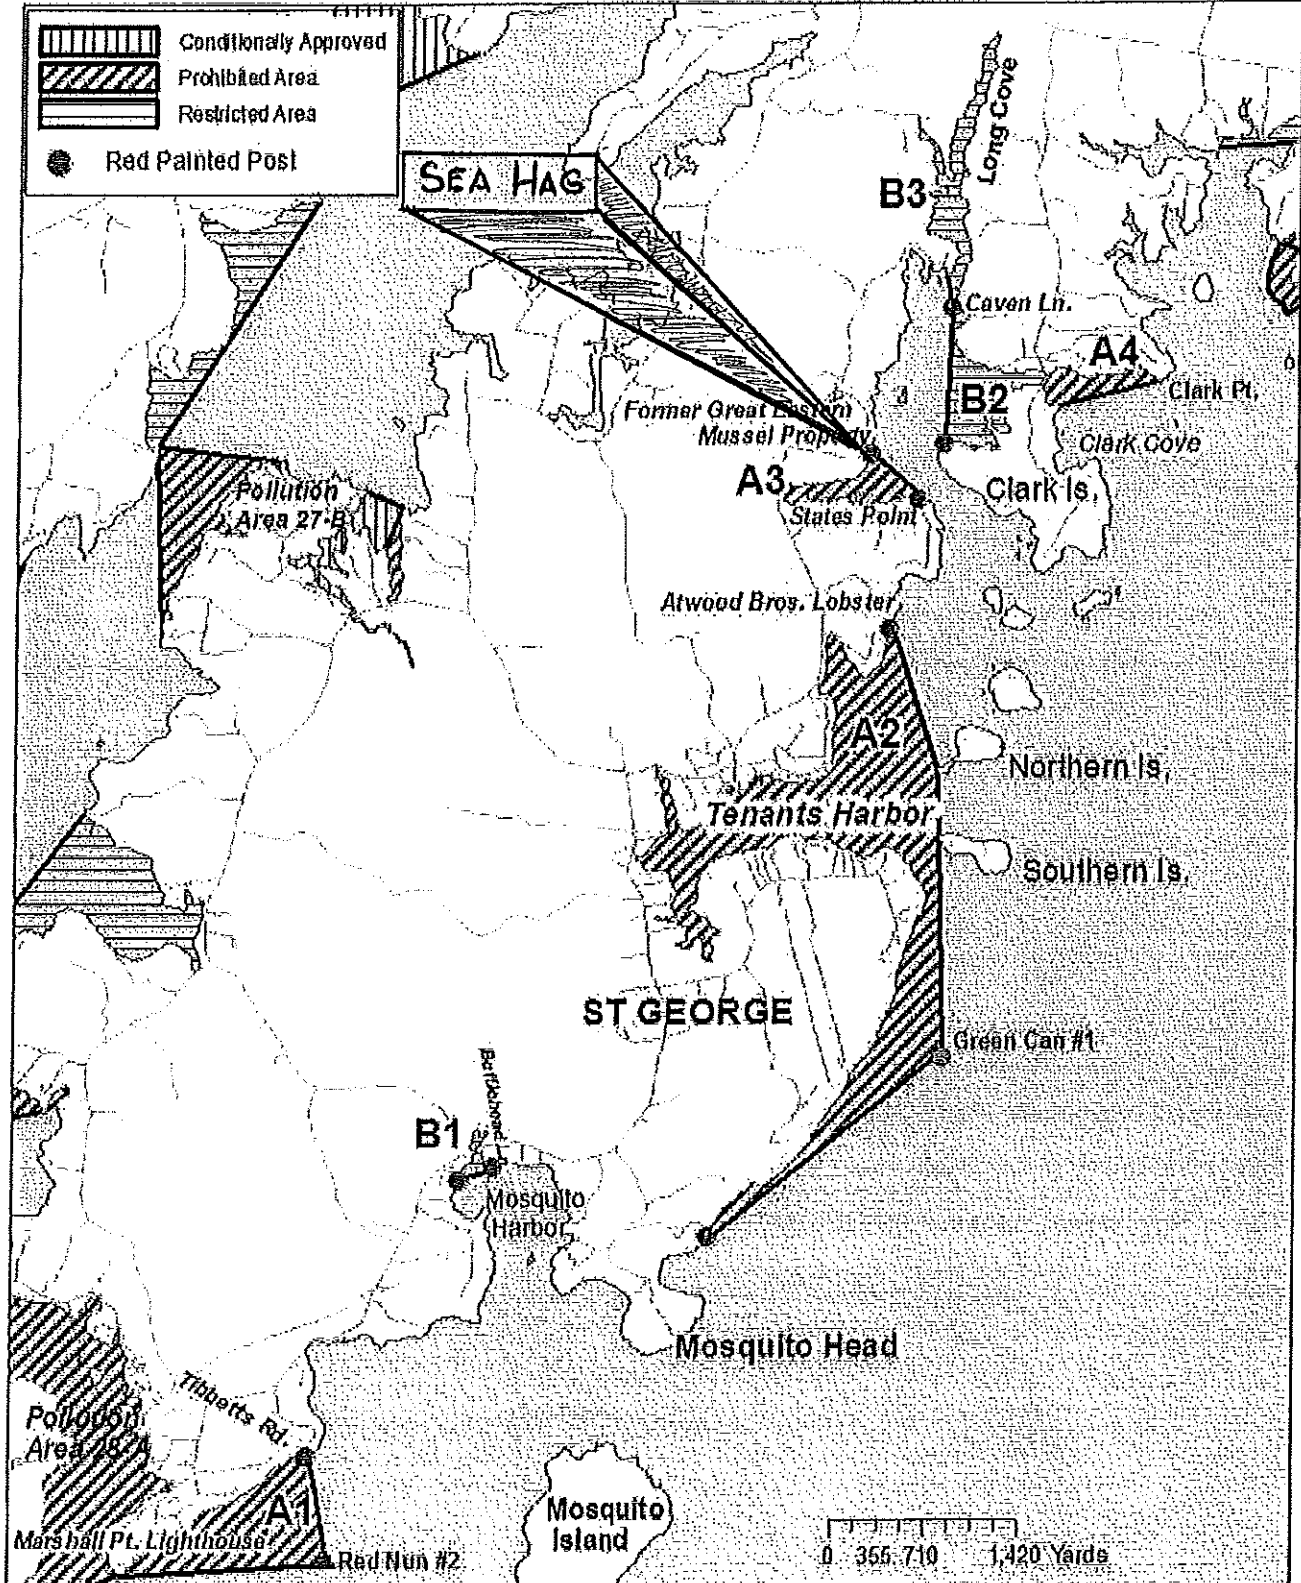 Conditionally Approved
Prohibited Area
Restricted Area
Red Painted Post
SEA HAG
Long Cove
B3
Caven Ln.
A4
Clark Pt.
B2
Former Great Eastern
Mussel Property
Clark Cove
A3
Clark Is.
States Point
Pollution
Area 27-B
Atwood Bros. Lobster
A2
Northern Is.
Tenants Harbor
Southern Is.
ST GEORGE
Green Can #1
B1
Mosquito
Harbor
Mosquito Head
Tibbetts Rd.
Pollution
Area 28-A
A1
Marshall Pt. Lighthouse
Red Nun #2
Mosquito
Island
0 355 710 1,420 Yards